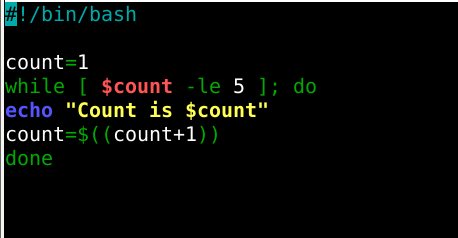 #!/bin/bash

count=1
while [ $count -le 5 ]; do
echo "Count is $count"
count=$((count+1))
done